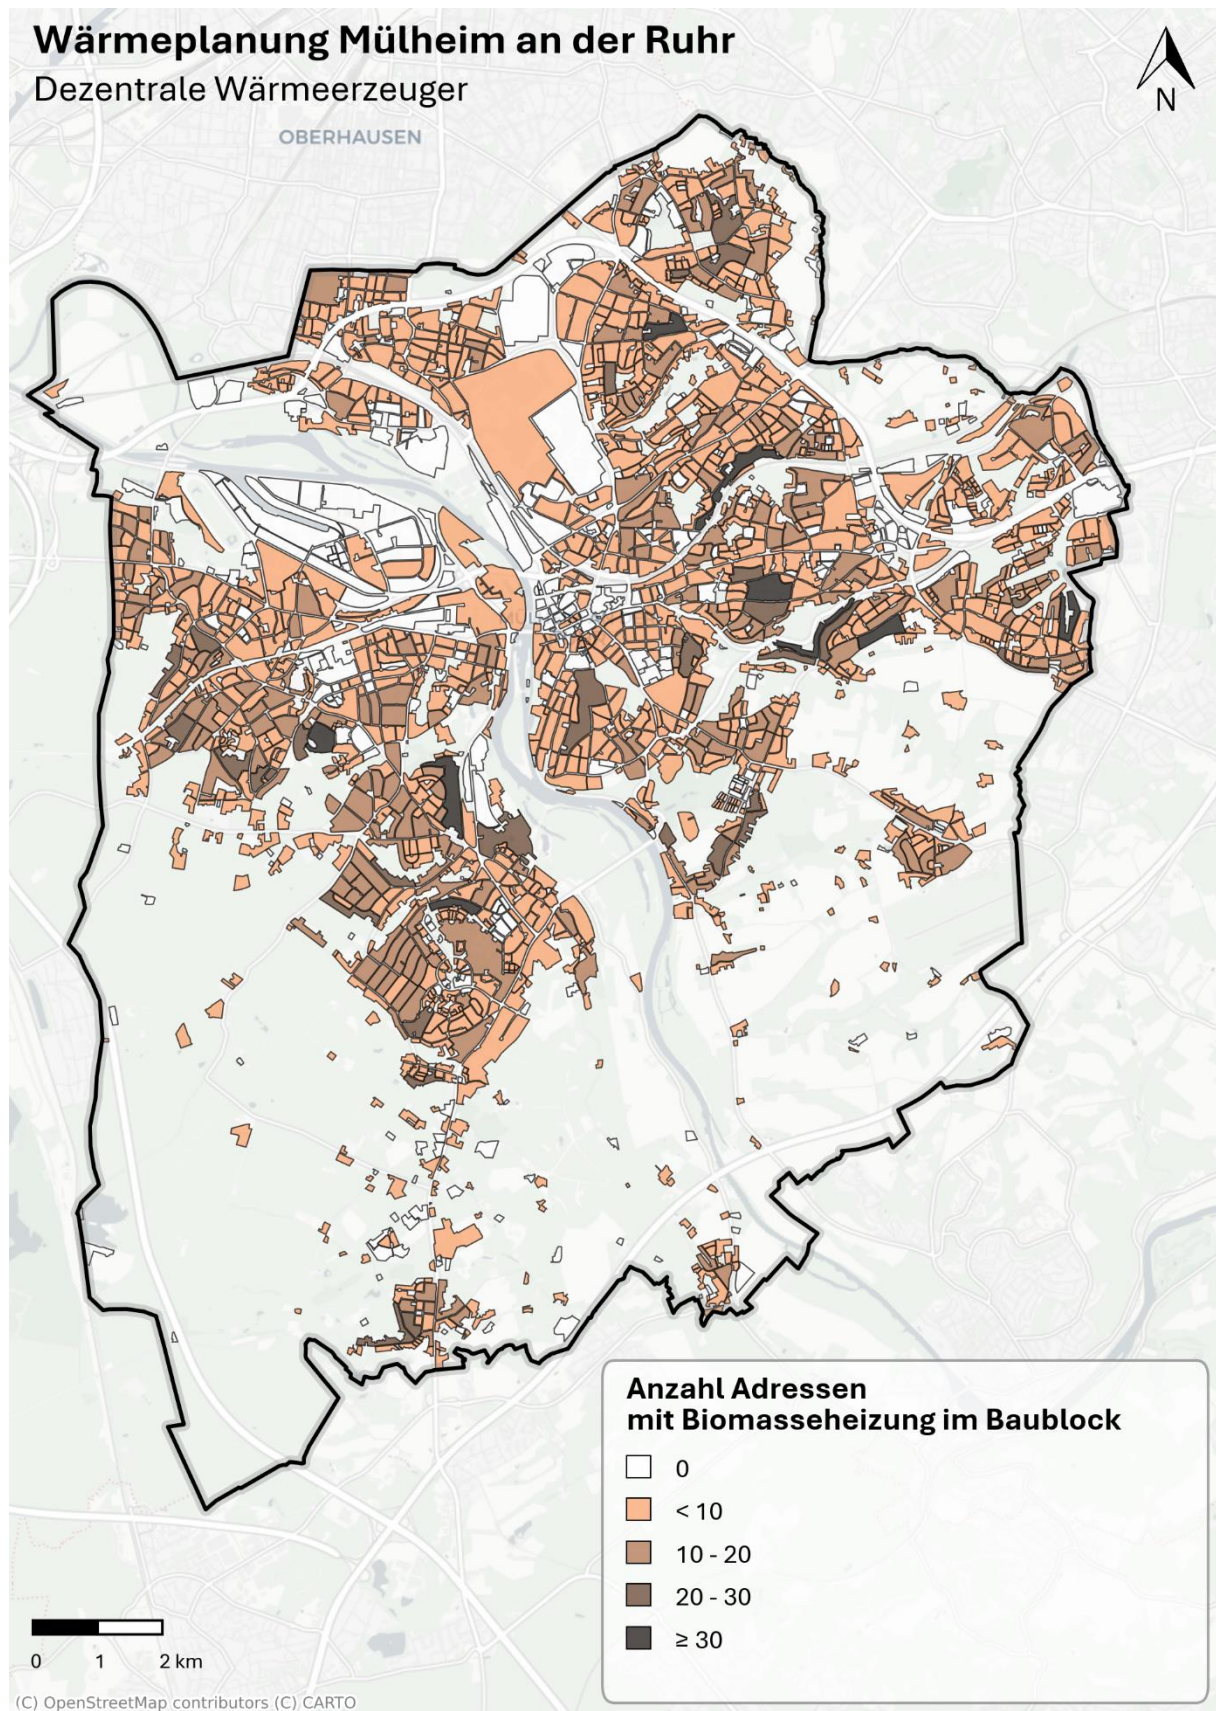 Wärmeplanung Mülheim an der Ruhr
Dezentrale Wärmeerzeuger
N
OBERHAUSEN
Anzahl Adressen
mit Biomasseheizung im Baublock
0
< 10
10 - 20
20 - 30
≥ 30
0 1 2 km
(C) OpenStreetMap contributors (C) CARTO